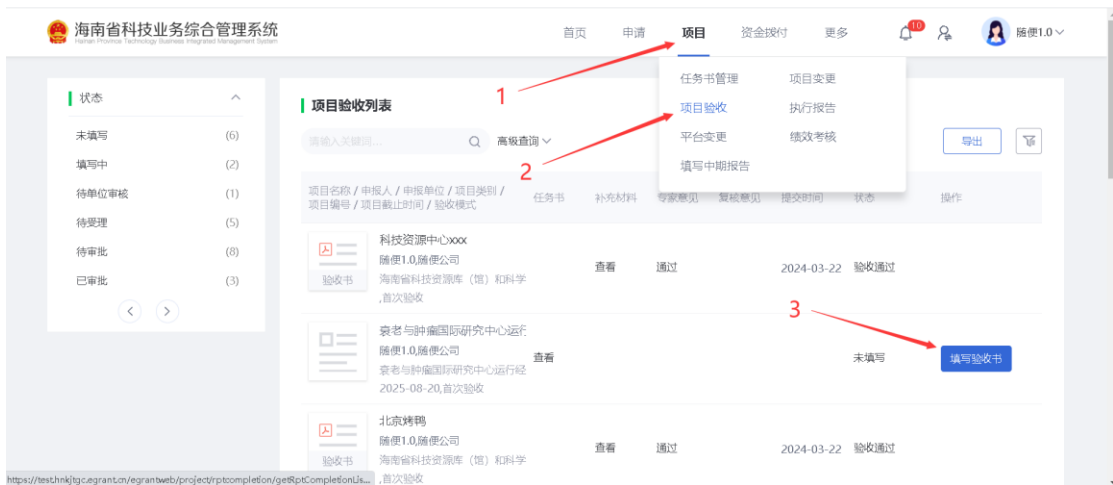 海南省科技业务综合管理系统
Hainan Province Technology Business Integrated Management System
首页 申请 项目 资金拨付 更多 10 随便1.0
任务书管理 项目变更
项目验收 执行报告
平台变更 绩效考核
填写中期报告
1
2
3
状态
未填写 (6)
填写中 (2)
待单位审核 (1)
待受理 (5)
待审批 (8)
已审批 (3)
项目验收列表
请输入关键词... 高级查询 导出
项目名称 / 申报人 / 申报单位 / 项目类别 /
项目编号 / 项目截止时间 / 验收模式
任务书 补充材料 专家意见 复核意见 提交时间 状态 操作
科技资源中心xxx
随便1.0,随便公司
海南省科技资源库（馆）和科学
,首次验收
验收书
查看 通过 2024-03-22 验收通过
衰老与肿瘤国际研究中心运行
随便1.0,随便公司
衰老与肿瘤国际研究中心运行经
2025-08-20,首次验收
查看 未填写 填写验收书
北京烤鸭
随便1.0,随便公司
海南省科技资源库（馆）和科学
,首次验收
验收书
查看 通过 2024-03-22 验收通过
https://test.hnkjtgc.egrant.cn/egrantweb/project/rptcompletion/getRptCompletionLis...